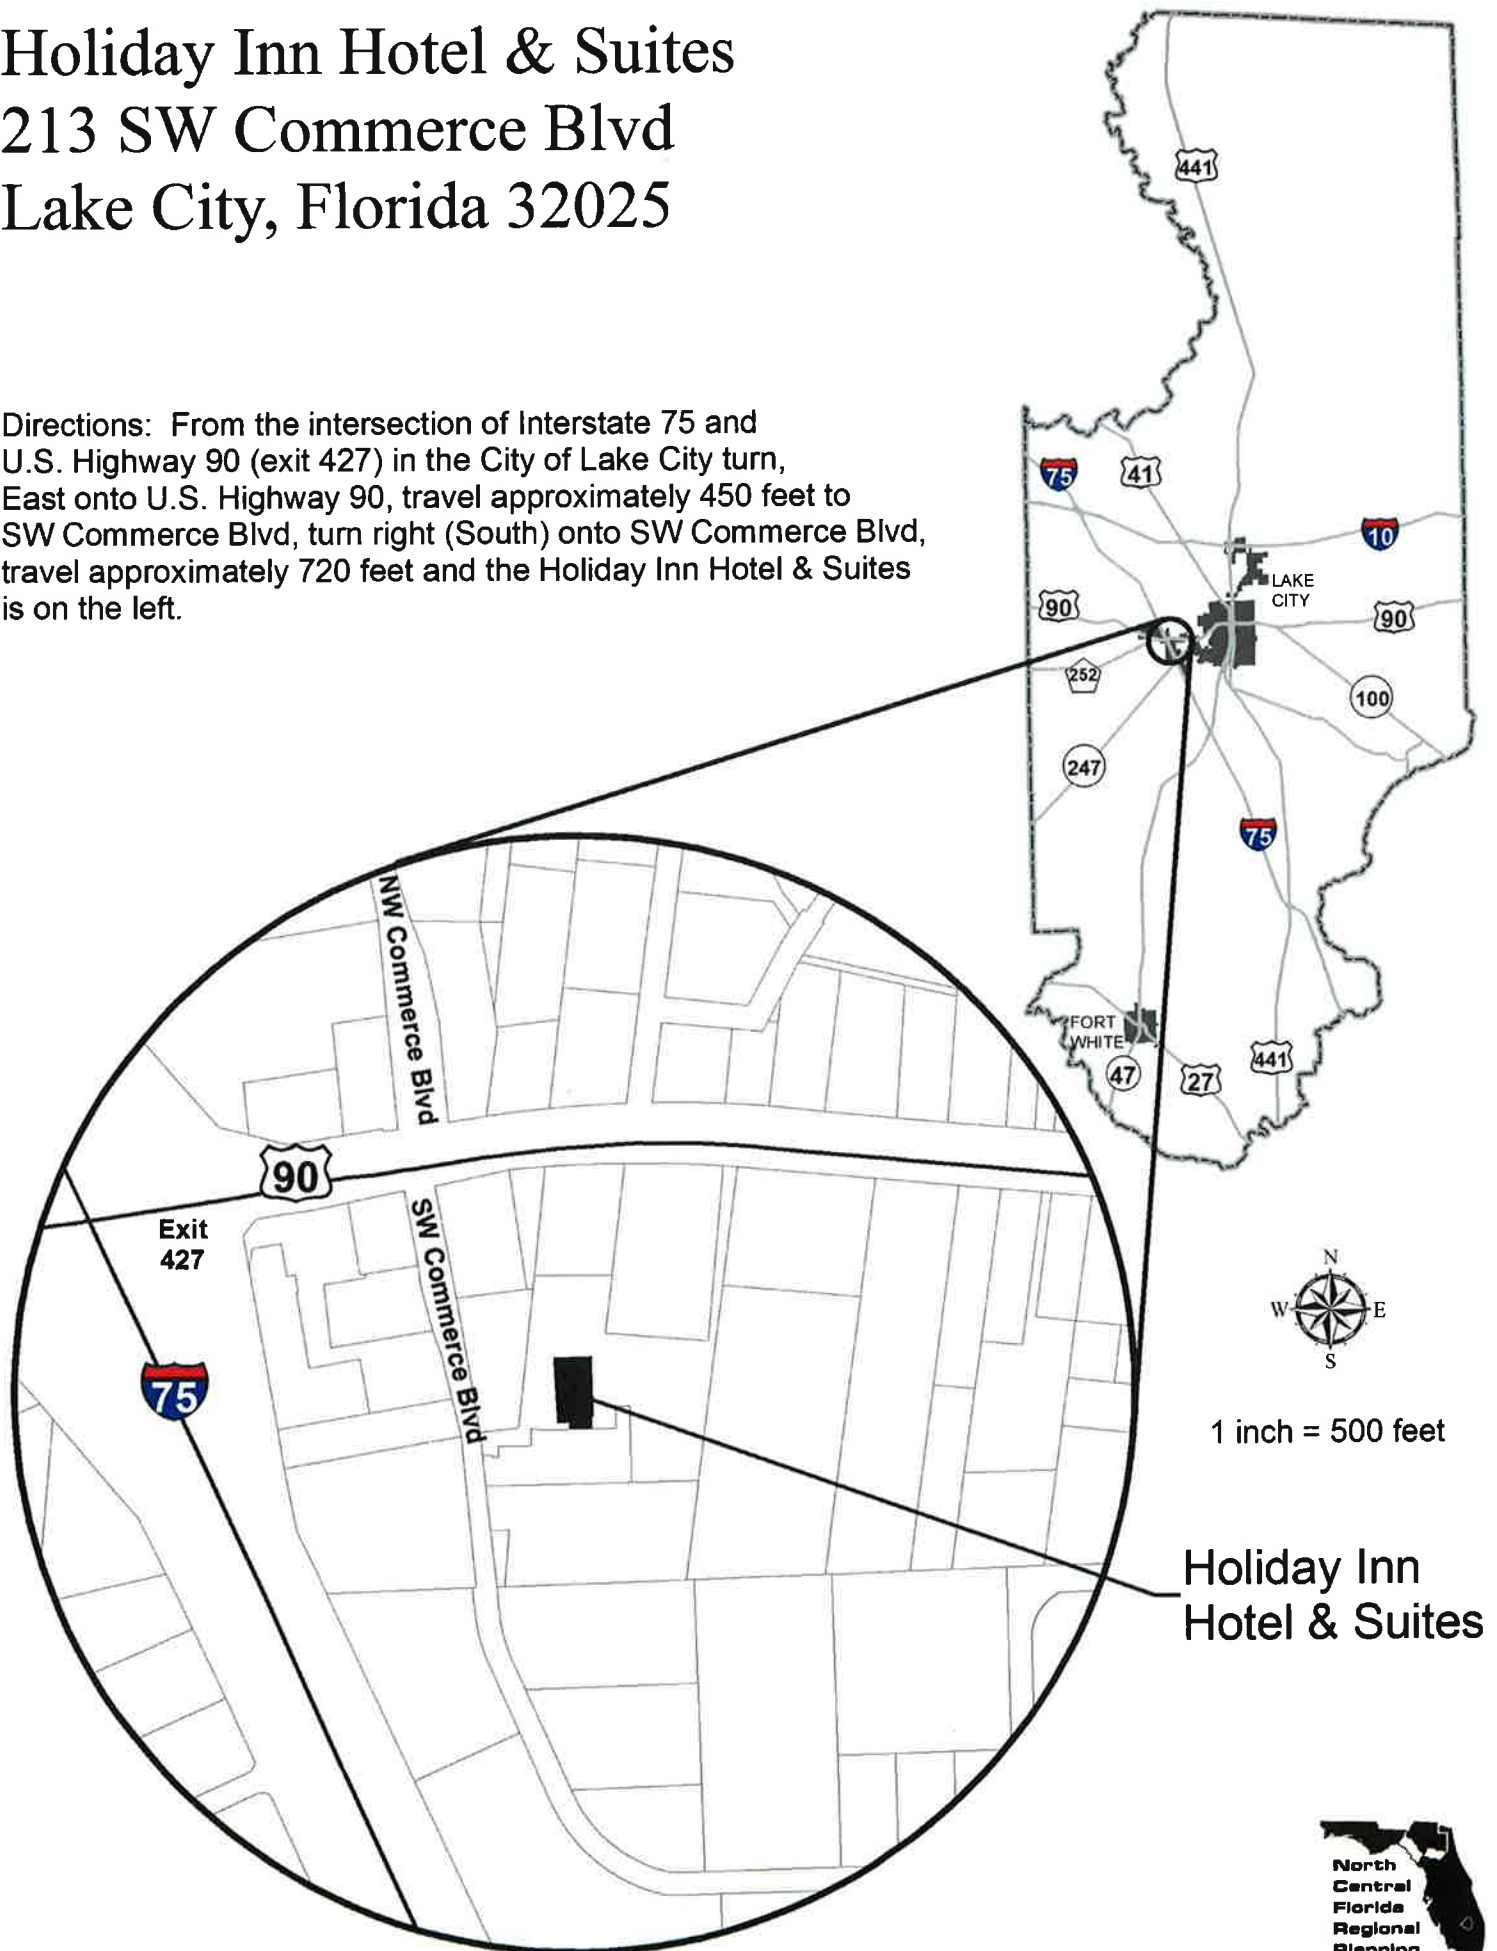 Holiday Inn Hotel & Suites
213 SW Commerce Blvd
Lake City, Florida 32025
Directions: From the intersection of Interstate 75 and
U.S. Highway 90 (exit 427) in the City of Lake City turn,
East onto U.S. Highway 90, travel approximately 450 feet to
SW Commerce Blvd, turn right (South) onto SW Commerce Blvd,
travel approximately 720 feet and the Holiday Inn Hotel & Suites
is on the left.
441
75
41
10
LAKE
CITY
90
90
252
100
247
75
FORT
WHITE
47
27
441
NW Commerce Blvd
90
Exit
427
SW Commerce Blvd
75
N
W
E
S
1 inch = 500 feet
Holiday Inn
Hotel & Suites
North
Central
Florida
Regional
Planning